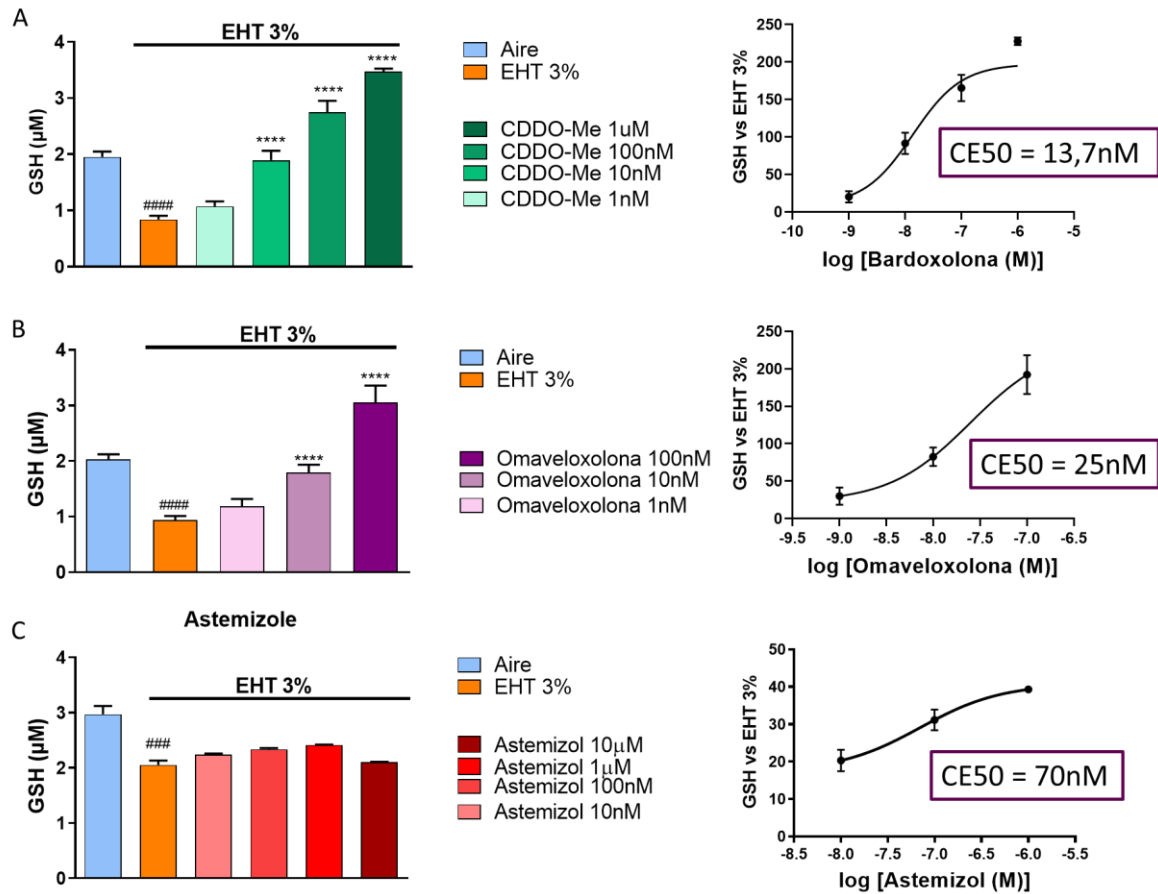 A
EHT 3%
4
3
2
1
0
GSH (µM)
####
****
****
****
Aire
EHT 3%
CDDO-Me 1uM
CDDO-Me 100nM
CDDO-Me 10nM
CDDO-Me 1nM
GSH vs EHT 3%
250
200
150
100
50
0
-10 -9 -8 -7 -6 -5
log [Bardoxolona (M)]
CE50 = 13,7nM
B
EHT 3%
4
3
2
1
0
GSH (µM)
####
****
****
Aire
EHT 3%
Omaveloxolona 100nM
Omaveloxolona 10nM
Omaveloxolona 1nM
GSH vs EHT 3%
250
200
150
100
50
0
-9.5 -9.0 -8.5 -8.0 -7.5 -7.0 -6.5
log [Omaveloxolona (M)]
CE50 = 25nM
C
Astemizole
EHT 3%
4
3
2
1
0
GSH (µM)
###
Aire
EHT 3%
Astemizol 10µM
Astemizol 1µM
Astemizol 100nM
Astemizol 10nM
GSH vs EHT 3%
50
40
30
20
10
0
-8.5 -8.0 -7.5 -7.0 -6.5 -6.0 -5.5
log [Astemizol (M)]
CE50 = 70nM